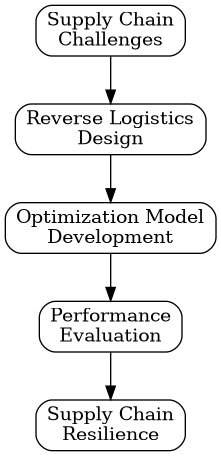 Supply Chain
Challenges
Reverse Logistics
Design
Optimization Model
Development
Performance
Evaluation
Supply Chain
Resilience